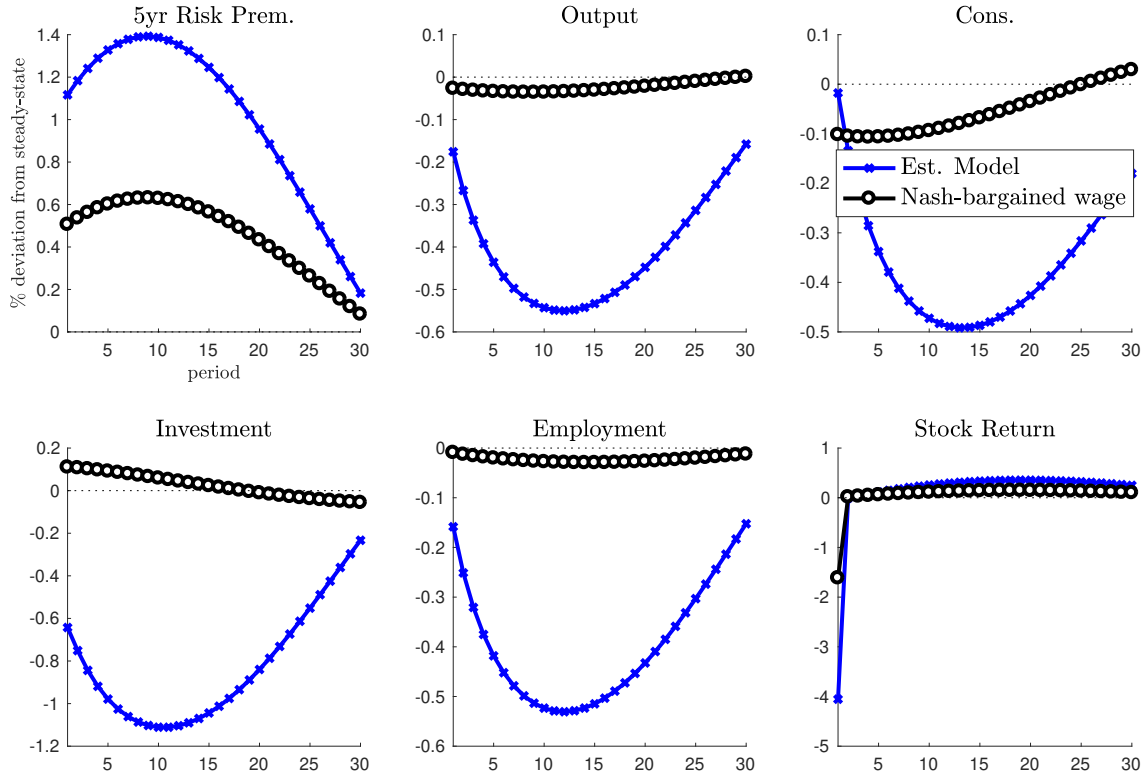 5yr Risk Prem.
Output
Cons.
% deviation from steady-state
1.4
1.2
1
0.8
0.6
0.4
0.2
0
5 10 15 20 25 30
period
0.1
0
-0.1
-0.2
-0.3
-0.4
-0.5
-0.6
5 10 15 20 25 30
0.1
0
-0.1
-0.2
-0.3
-0.4
-0.5
5 10 15 20 25 30
Est. Model
Nash-bargained wage
Investment
Employment
Stock Return
0.2
0
-0.2
-0.4
-0.6
-0.8
-1
-1.2
5 10 15 20 25 30
0
-0.1
-0.2
-0.3
-0.4
-0.5
-0.6
5 10 15 20 25 30
1
0
-1
-2
-3
-4
-5
5 10 15 20 25 30